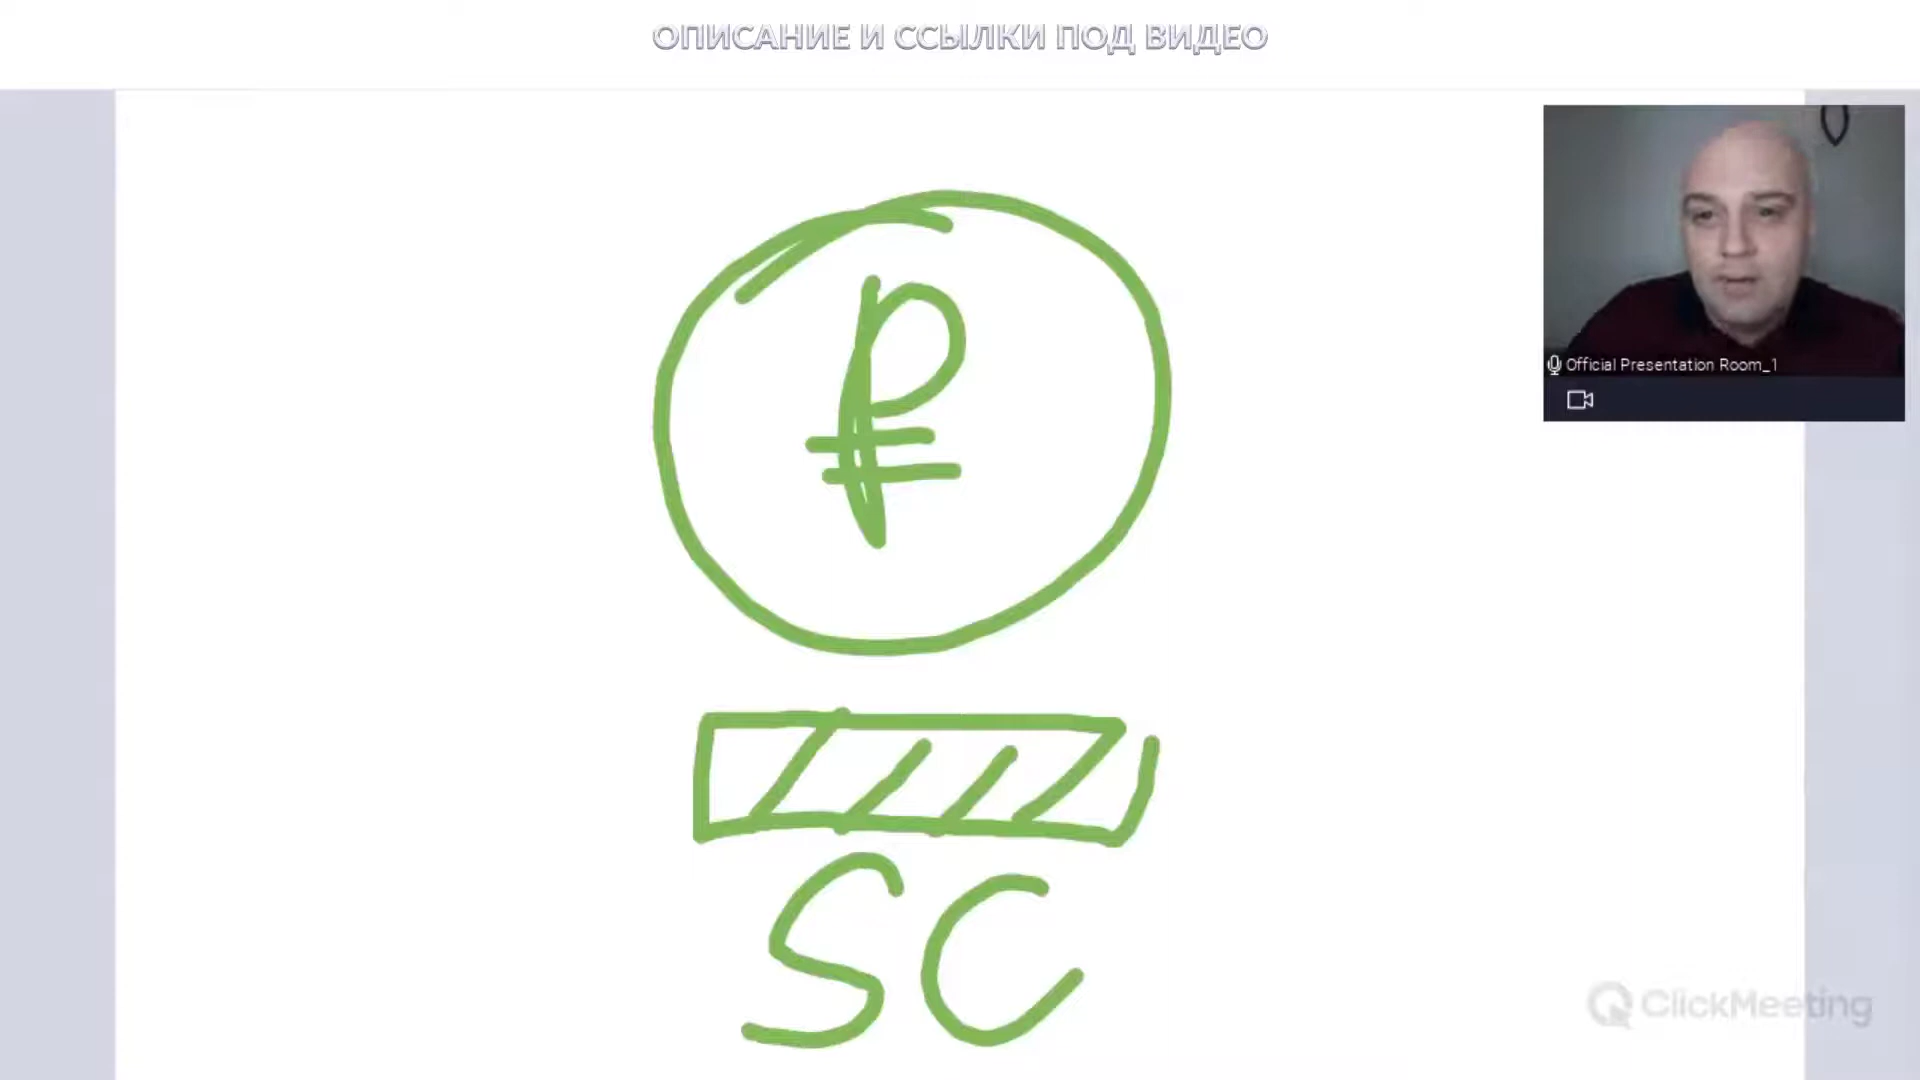 ОПИСАНИЕ И ССЫЛКИ ПОД ВИДЕО
Official Presentation Room_1
₽
SC
ClickMeeting